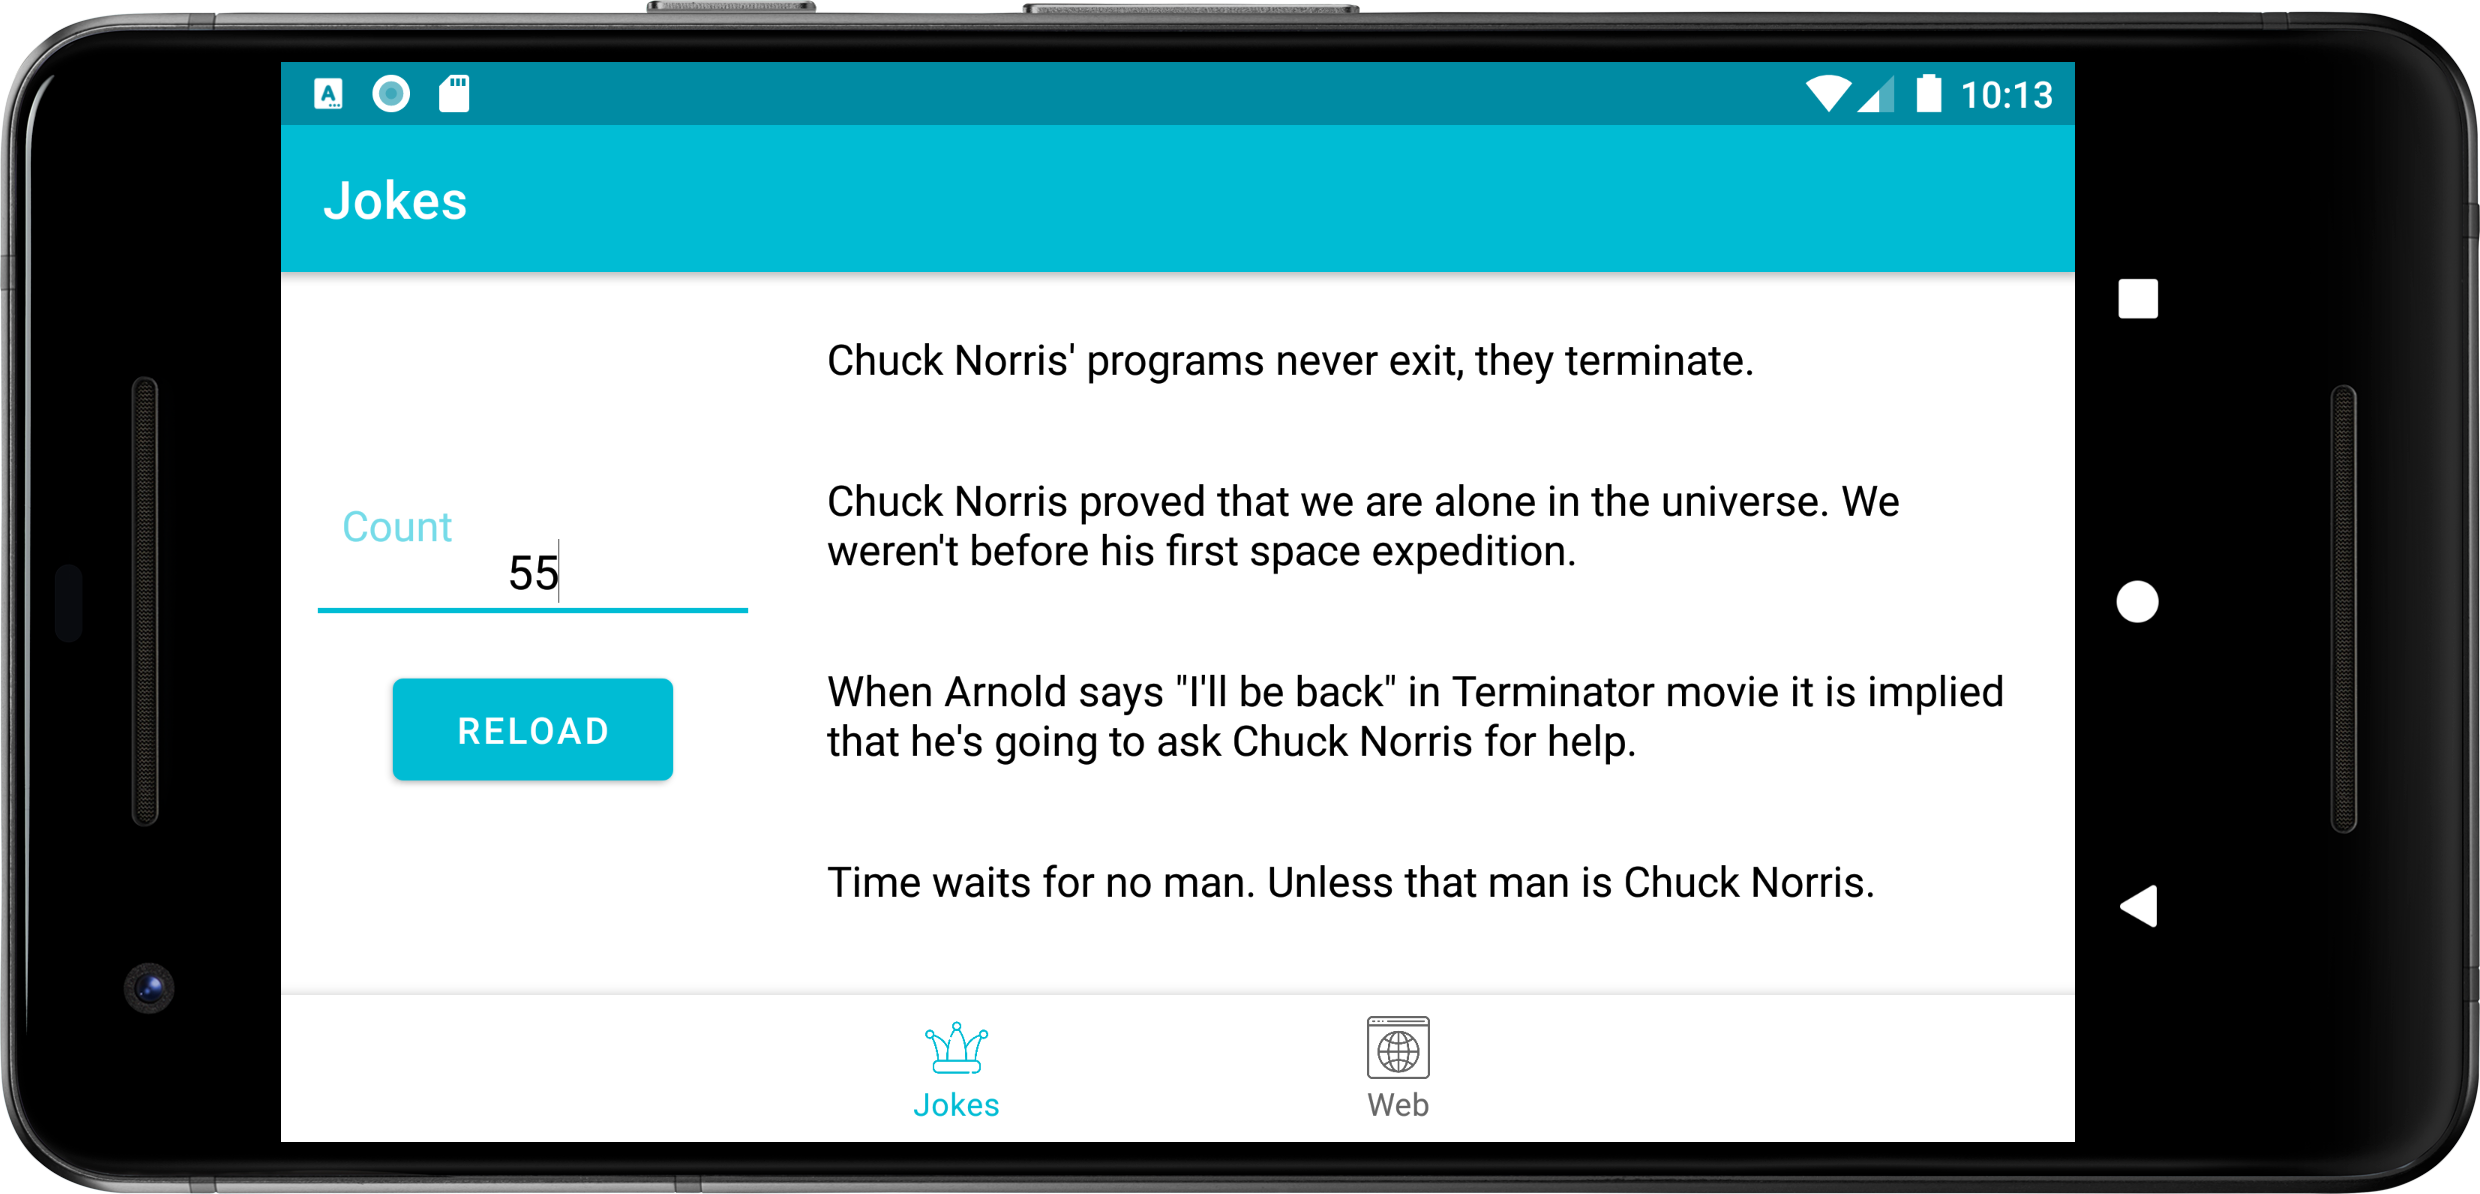 10:13
Jokes
Count
55
RELOAD
Chuck Norris' programs never exit, they terminate.
Chuck Norris proved that we are alone in the universe. We
weren't before his first space expedition.
When Arnold says "I'll be back" in Terminator movie it is implied
that he's going to ask Chuck Norris for help.
Time waits for no man. Unless that man is Chuck Norris.
Jokes
Web